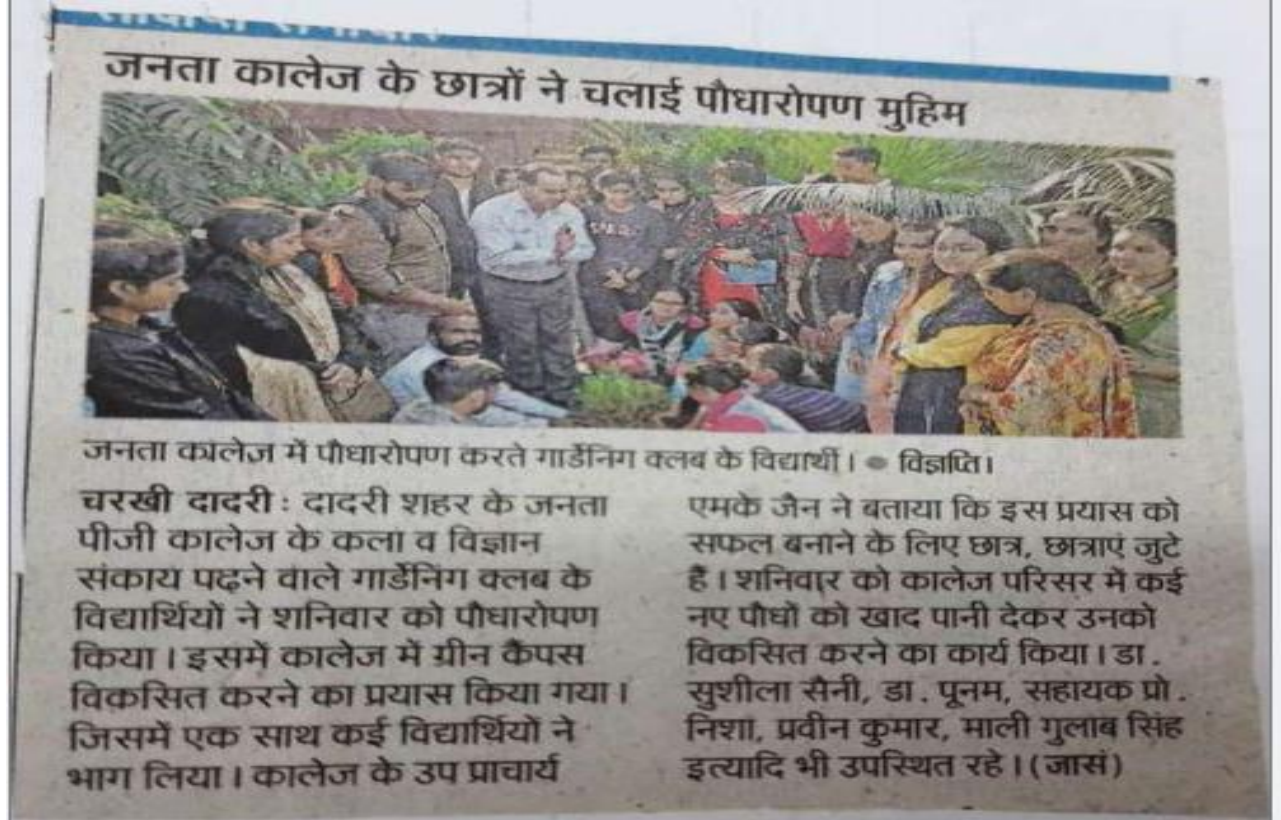 जनता कालेज के छात्रों ने चलाई पौधारोपण मुहिम
जनता कालेज में पौधारोपण करते गार्डेनिंग क्लब के विद्यार्थी। ● विज्ञप्ति।
चरखी दादरी : दादरी शहर के जनता
पीजी कालेज के कला व विज्ञान
संकाय पढ़ने वाले गार्डेनिंग क्लब के
विद्यार्थियों ने शनिवार को पौधारोपण
किया। इसमें कालेज में ग्रीन कैंपस
विकसित करने का प्रयास किया गया।
जिसमें एक साथ कई विद्यार्थियों ने
भाग लिया। कालेज के उप प्राचार्य
एमके जैन ने बताया कि इस प्रयास को
सफल बनाने के लिए छात्र, छात्राएं जुटे
हैं। शनिवार को कालेज परिसर में कई
नए पौधों को खाद पानी देकर उनको
विकसित करने का कार्य किया। डा.
सुशीला सैनी, डा. पूनम, सहायक प्रो.
निशा, प्रवीन कुमार, माली गुलाब सिंह
इत्यादि भी उपस्थित रहे। (जासं)